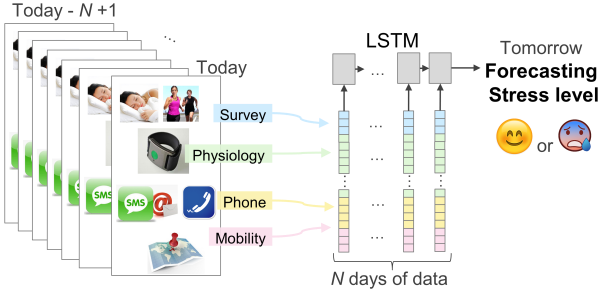 Today - N +1
...
Today
SMS
Survey
Physiology
Phone
Mobility
LSTM
...
...
...
...
...
N days of data
Tomorrow
Forecasting
Stress level
or